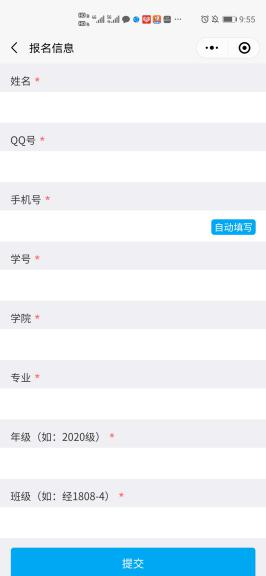 9:55
报名信息
姓名 *
QQ号 *
手机号 *
自动填写
学号 *
学院 *
专业 *
年级（如：2020级） *
班级（如：经1808-4） *
提交